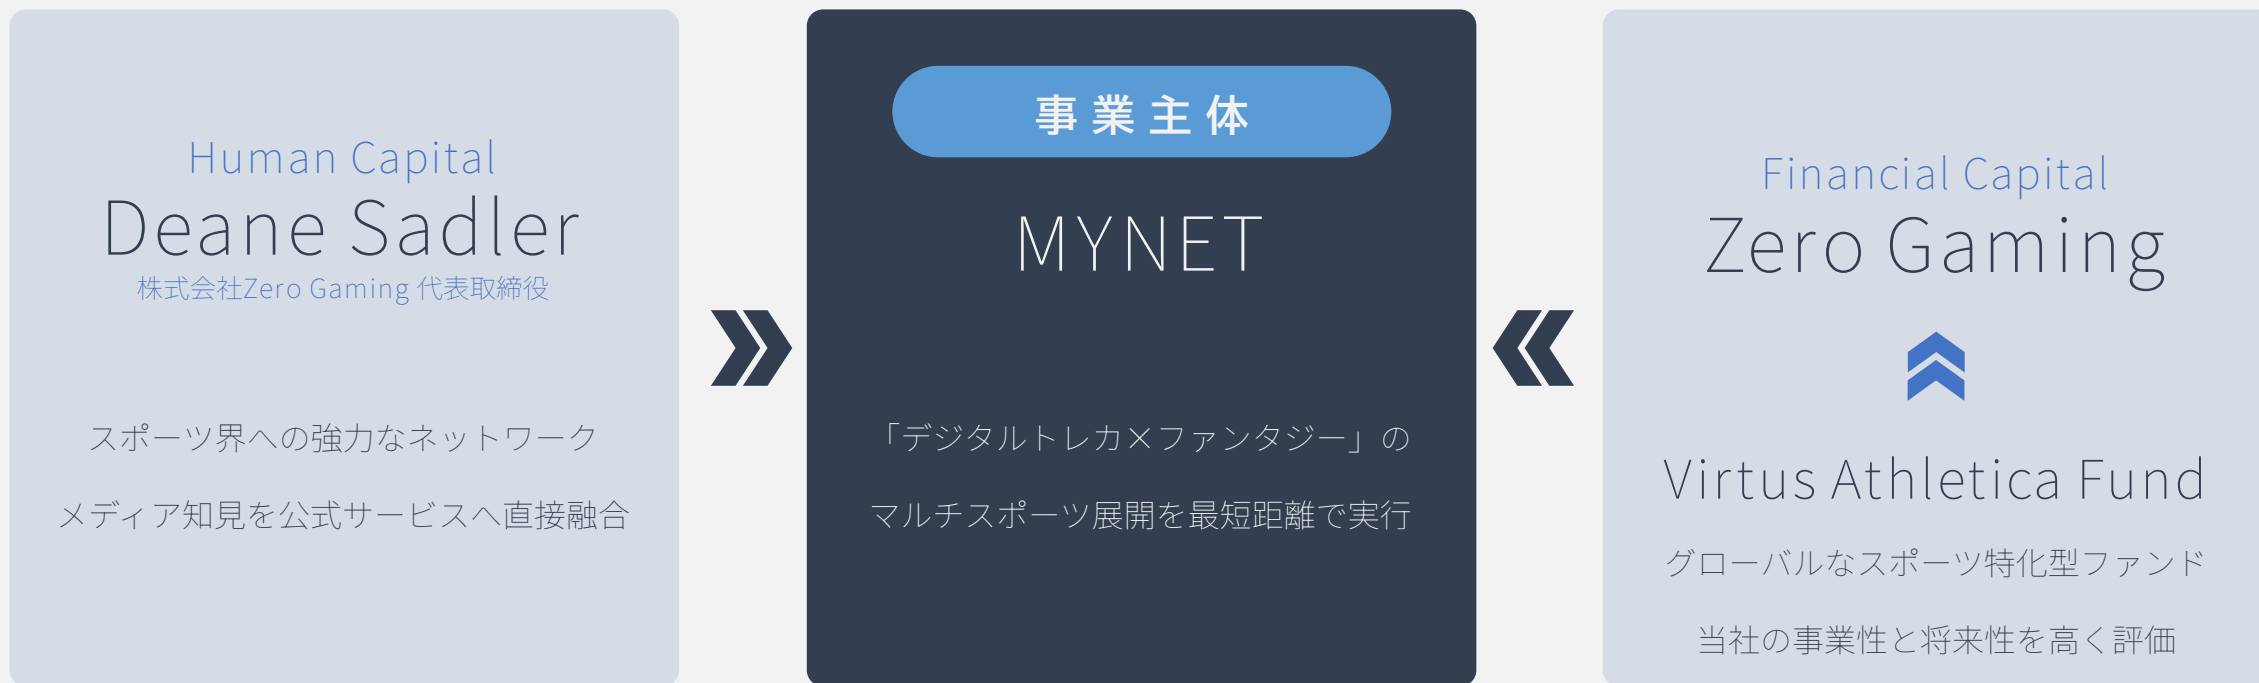 Human Capital
Deane Sadler
株式会社Zero Gaming 代表取締役
スポーツ界への強力なネットワーク
メディア知見を公式サービスへ直接融合
事業主体
MYNET
「デジタルトレカ×ファンタジー」の
マルチスポーツ展開を最短距離で実行
Financial Capital
Zero Gaming
Virtus Athletica Fund
グローバルなスポーツ特化型ファンド
当社の事業性と将来性を高く評価